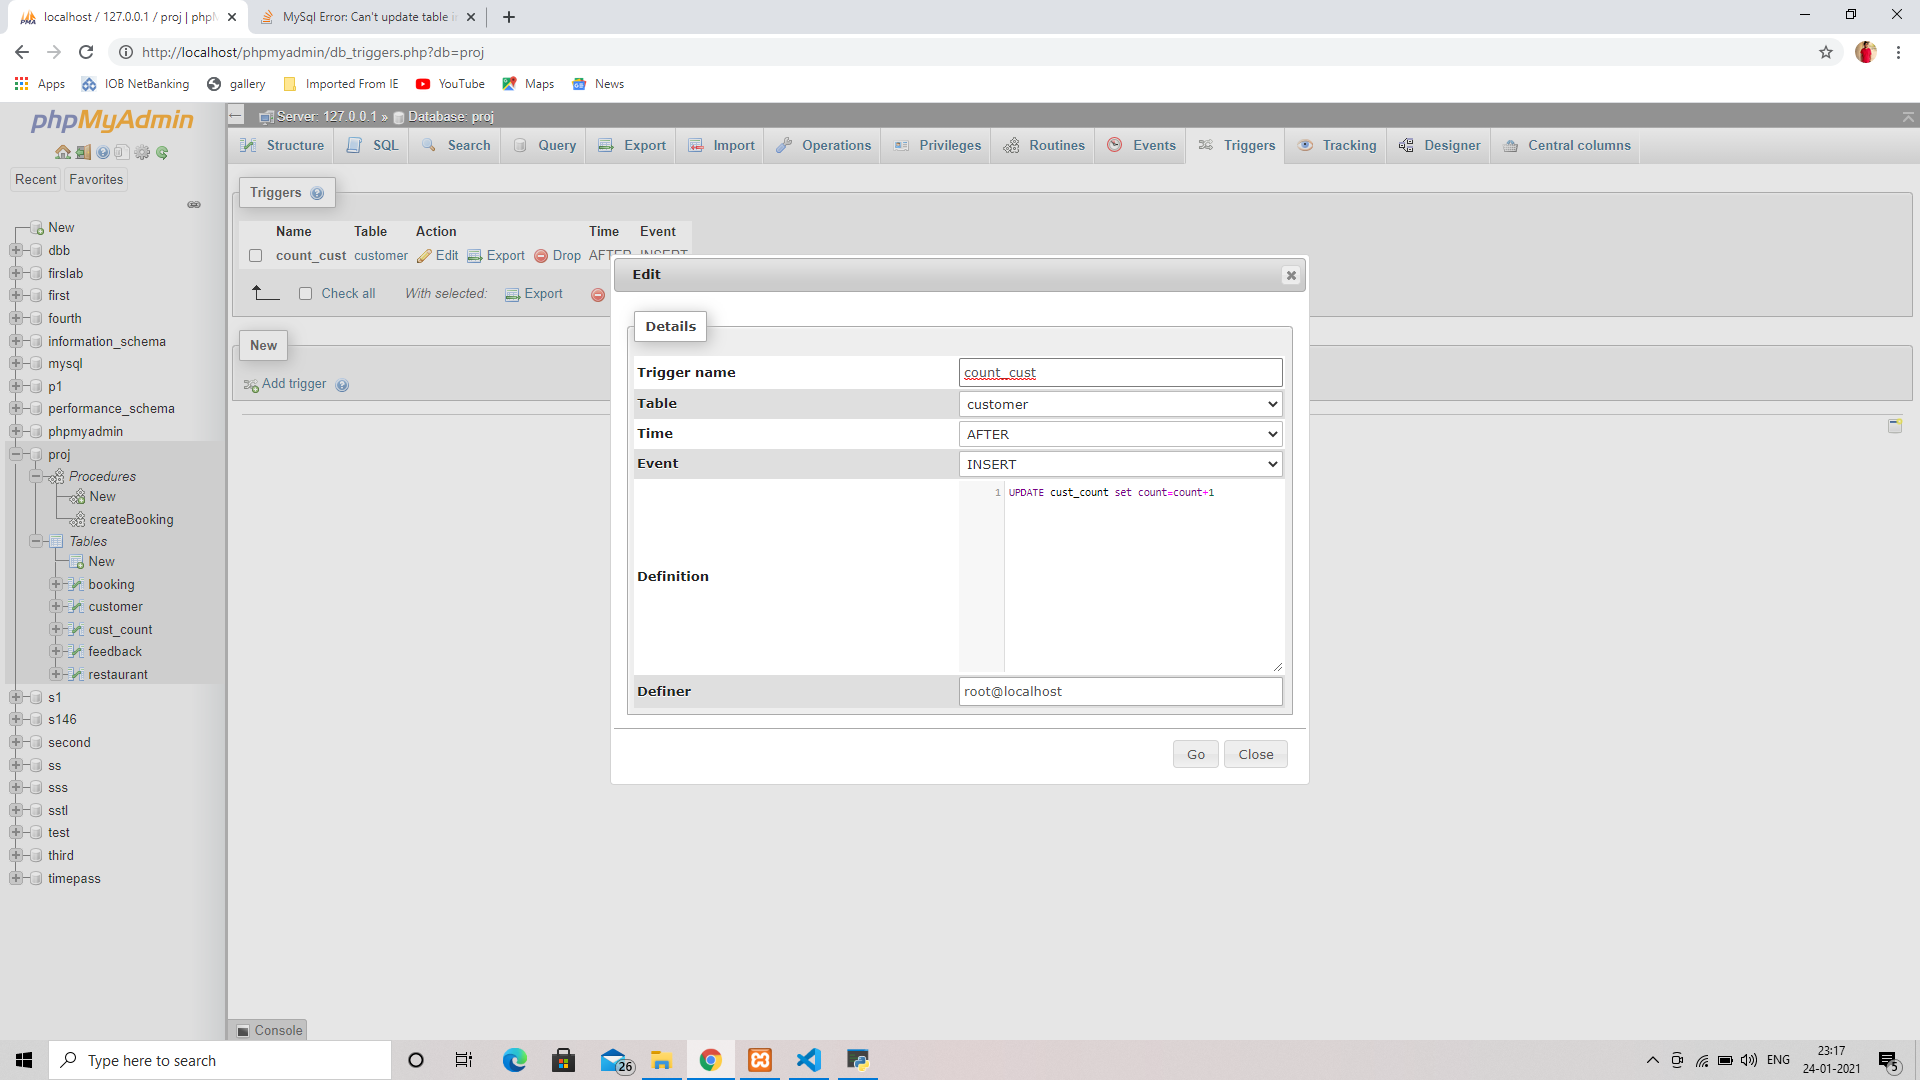 localhost / 127.0.0.1 / proj | phpM
MySql Error: Can't update table in
http://localhost/phpmyadmin/db_triggers.php?db=proj
Apps IOB NetBanking gallery Imported From IE YouTube Maps News
phpMyAdmin
Recent Favorites
New
dbb
firslab
first
fourth
information_schema
mysql
p1
performance_schema
phpmyadmin
proj
Procedures
New
createBooking
Tables
New
booking
customer
cust_count
feedback
restaurant
s1
s146
second
ss
sss
sstl
test
third
timepass
Server: 127.0.0.1 » Database: proj
Structure SQL Search Query Export Import Operations Privileges Routines Events Triggers Tracking Designer Central columns
Triggers
Name Table Action Time Event
count_cust customer Edit Export Drop AFTER INSERT
Check all With selected: Export
New
Add trigger
Edit
Details
Trigger name count_cust
Table customer
Time AFTER
Event INSERT
Definition
1 UPDATE cust_count set count=count+1
Definer root@localhost
Go Close
Console
Type here to search
26
ENG
23:17
24-01-2021
5